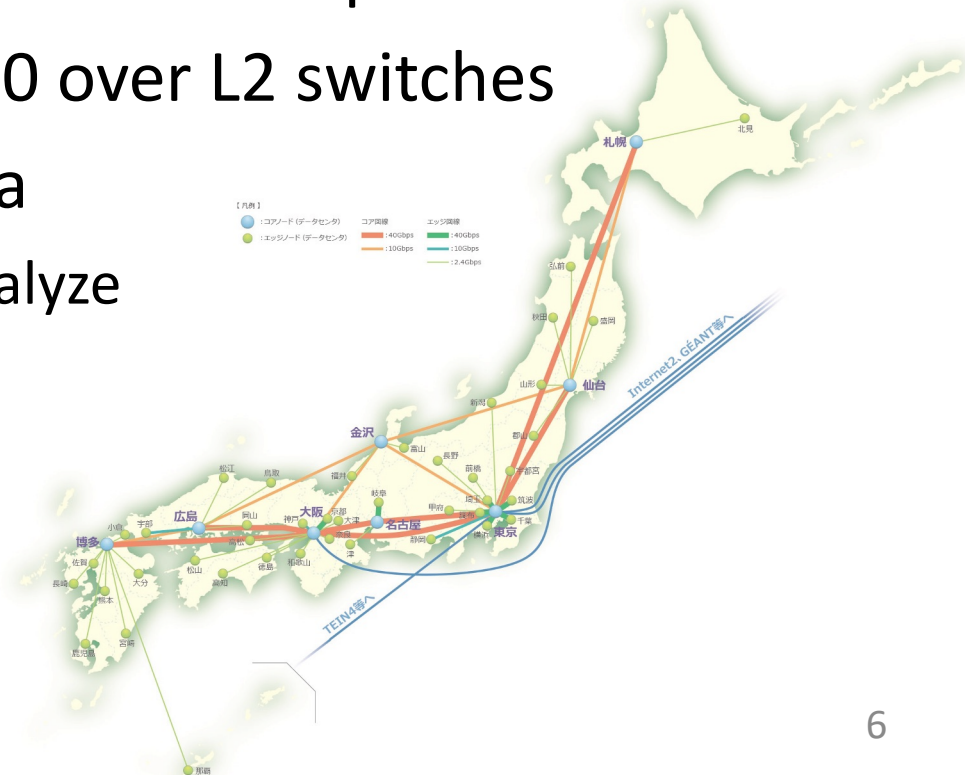 0 over L2 switches
a
alyze
【 凡例 】
：コアノード (データセンタ)
：エッジノード (データセンタ)
コア回線
：40Gbps
：10Gbps
エッジ回線
：40Gbps
：10Gbps
：2.4Gbps
札幌
北見
弘前
秋田
盛岡
山形
仙台
新潟
郡山
Internet2、GÉANT等へ
金沢
富山
長野
前橋
宇都宮
福井
松江
鳥取
岐阜
甲府
埼玉
筑波
広島
岡山
神戸
大阪
京都
大津
名古屋
静岡
横浜
東京
千葉
小倉
宇部
博多
高松
奈良
津
佐賀
長崎
大分
松山
高知
徳島
和歌山
熊本
宮崎
鹿児島
TEIN4等へ
那覇
6